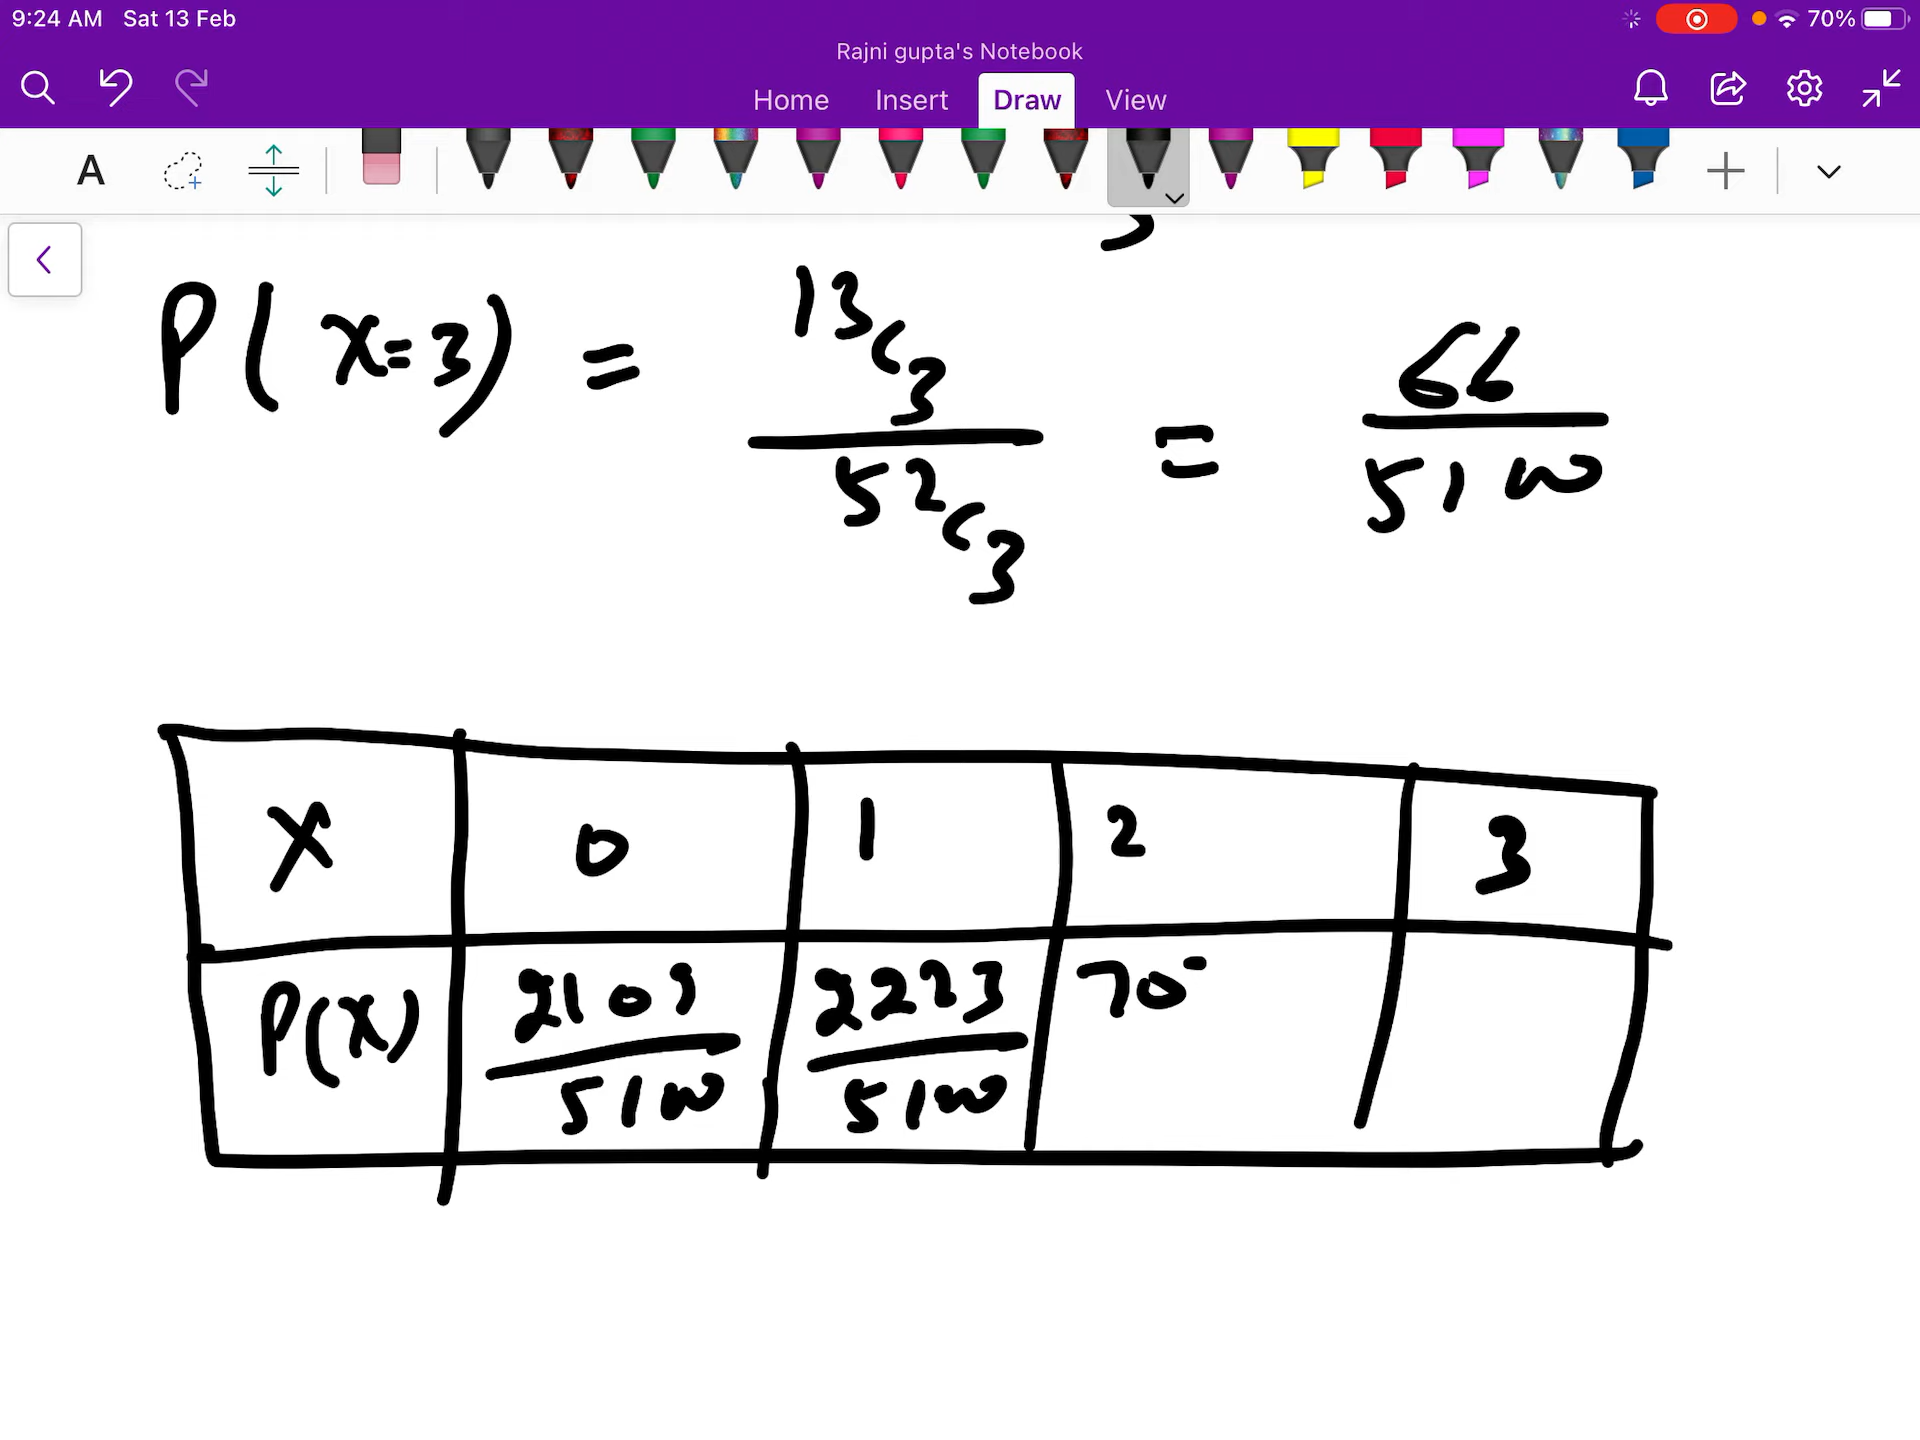 9:24 AM Sat 13 Feb
70%
Rajni gupta's Notebook
Home Insert Draw View
A
P( x=3) = 13C3 / 52C3 = 66 / 5100
X 0 1 2 3
P(X) 2109 / 5100 2223 / 5100 70